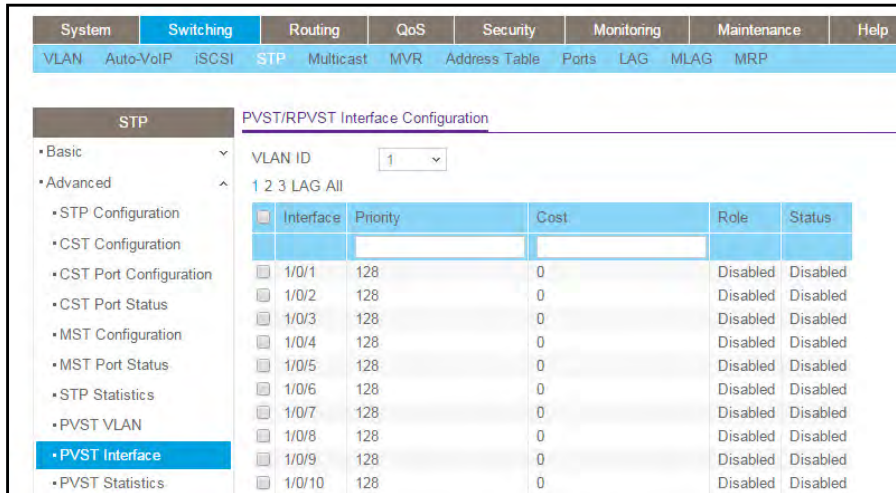 System Switching Routing QoS Security Monitoring Maintenance Help
VLAN Auto-VoIP iSCSI STP Multicast MVR Address Table Ports LAG MLAG MRP
STP
Basic
Advanced
STP Configuration
CST Configuration
CST Port Configuration
CST Port Status
MST Configuration
MST Port Status
STP Statistics
PVST VLAN
PVST Interface
PVST Statistics
PVST/RPVST Interface Configuration
VLAN ID 1
1 2 3 LAG All
Interface Priority Cost Role Status
1/0/1 128 0 Disabled Disabled
1/0/2 128 0 Disabled Disabled
1/0/3 128 0 Disabled Disabled
1/0/4 128 0 Disabled Disabled
1/0/5 128 0 Disabled Disabled
1/0/6 128 0 Disabled Disabled
1/0/7 128 0 Disabled Disabled
1/0/8 128 0 Disabled Disabled
1/0/9 128 0 Disabled Disabled
1/0/10 128 0 Disabled Disabled